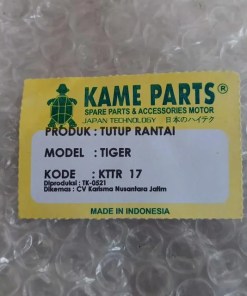 KAME PARTS®
SPARE PARTS & ACCESSORIES MOTOR
JAPAN TECHNOLOGY 日本のハイテク
PRODUK : TUTUP RANTAI
MODEL : TIGER
KODE : KTTR 17
Diproduksi : TK-0521
Dikemas : CV Karisma Nusantara Jatim
MADE IN INDONESIA